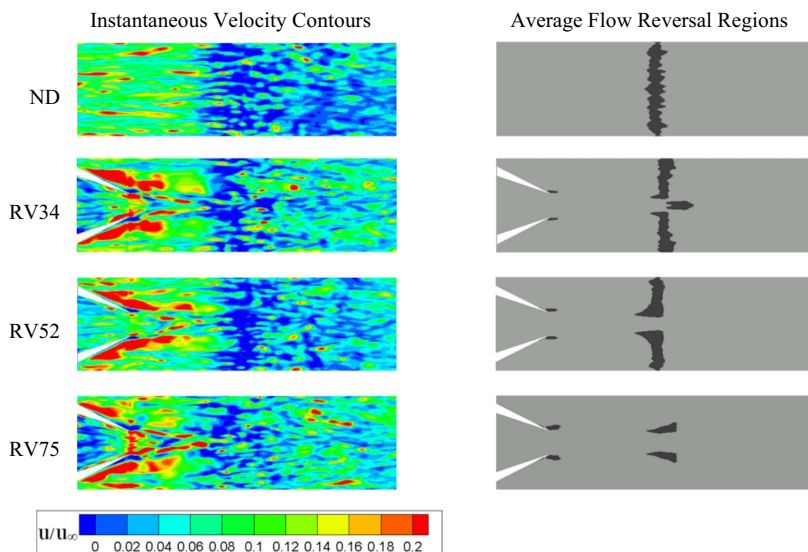 Instantaneous Velocity Contours
Average Flow Reversal Regions
ND
RV34
RV52
RV75
u/u∞
0 0.02 0.04 0.06 0.08 0.1 0.12 0.14 0.16 0.18 0.2